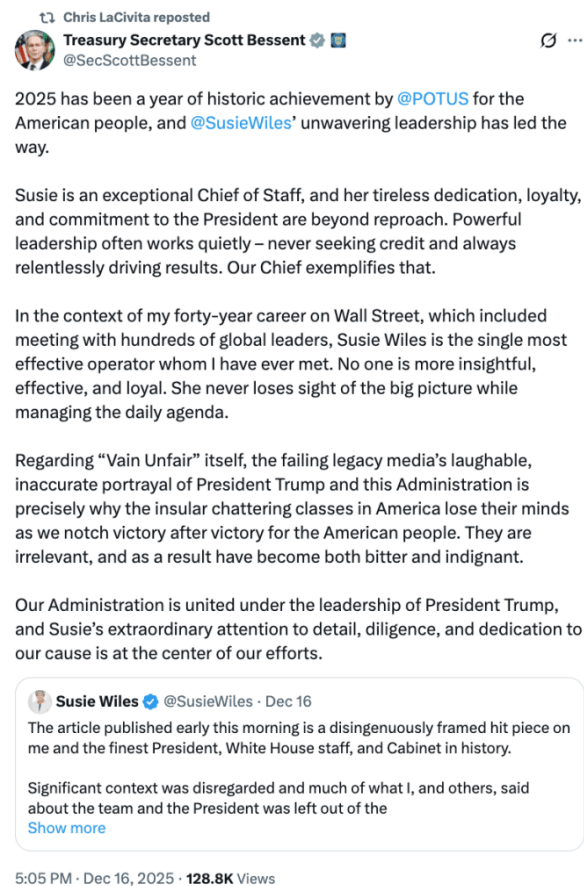 Chris LaCivita reposted
Treasury Secretary Scott Bessent
@SecScottBessent
2025 has been a year of historic achievement by @POTUS for the
American people, and @SusieWiles’ unwavering leadership has led the
way.
Susie is an exceptional Chief of Staff, and her tireless dedication, loyalty,
and commitment to the President are beyond reproach. Powerful
leadership often works quietly – never seeking credit and always
relentlessly driving results. Our Chief exemplifies that.
In the context of my forty-year career on Wall Street, which included
meeting with hundreds of global leaders, Susie Wiles is the single most
effective operator whom I have ever met. No one is more insightful,
effective, and loyal. She never loses sight of the big picture while
managing the daily agenda.
Regarding “Vain Unfair” itself, the failing legacy media’s laughable,
inaccurate portrayal of President Trump and this Administration is
precisely why the insular chattering classes in America lose their minds
as we notch victory after victory for the American people. They are
irrelevant, and as a result have become both bitter and indignant.
Our Administration is united under the leadership of President Trump,
and Susie’s extraordinary attention to detail, diligence, and dedication to
our cause is at the center of our efforts.
Susie Wiles @SusieWiles · Dec 16
The article published early this morning is a disingenuously framed hit piece on
me and the finest President, White House staff, and Cabinet in history.
Significant context was disregarded and much of what I, and others, said
about the team and the President was left out of the
Show more
5:05 PM · Dec 16, 2025 · 128.8K Views